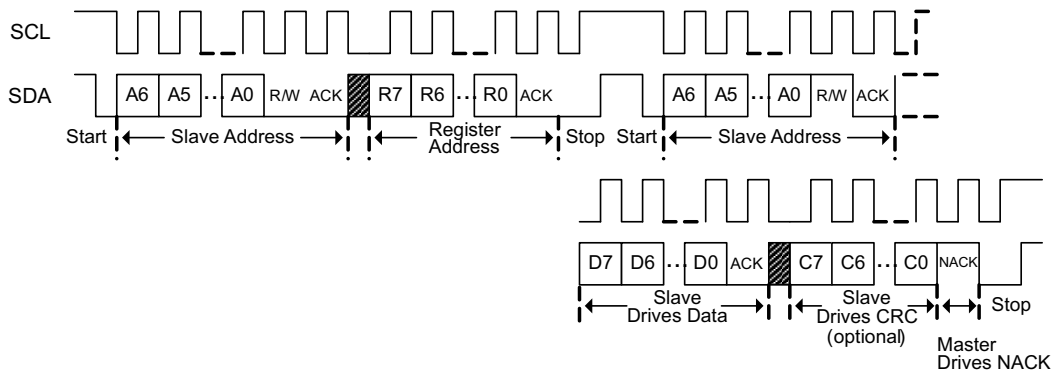 SCL
SDA
A6 A5 ... A0 R/W ACK R7 R6 ... R0 ACK A6 A5 ... A0 R/W ACK
Start Slave Address Register Address Stop Start Slave Address
D7 D6 ... D0 ACK C7 C6 ... C0 NACK
Slave Drives Data
Slave Drives CRC (optional)
Stop
Master Drives NACK